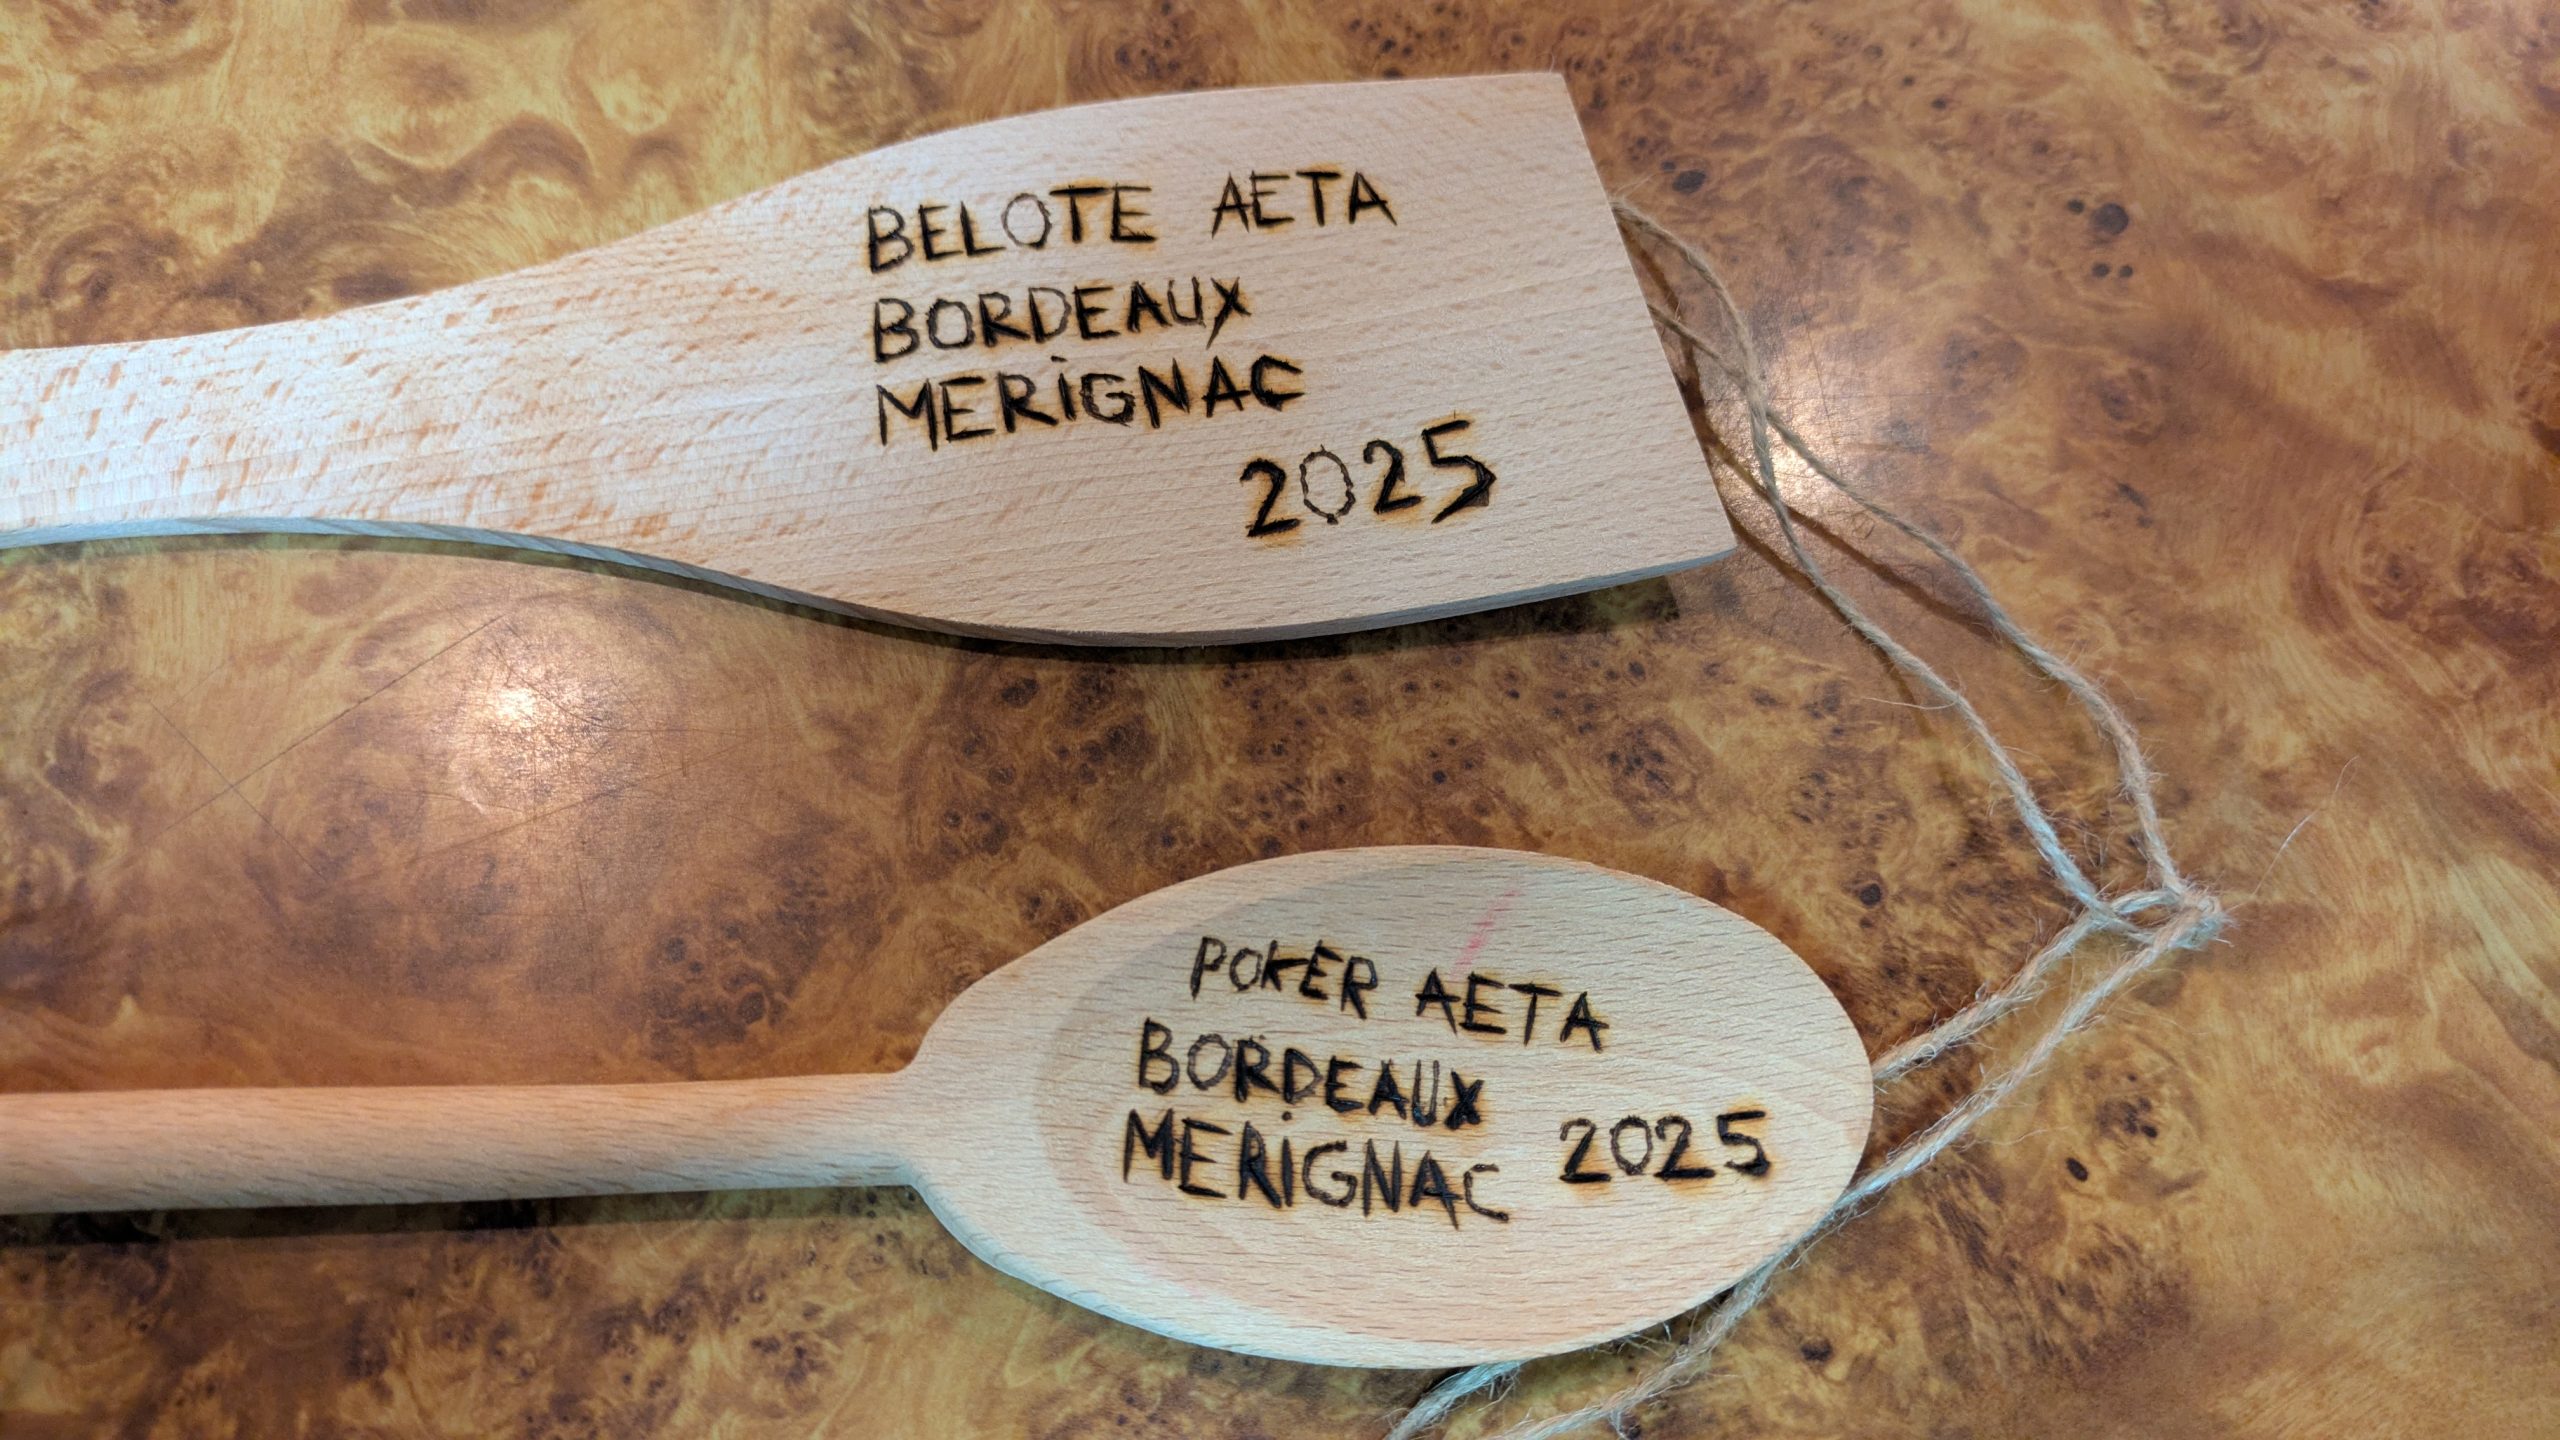 BELOTE AETA
BORDEAUX
MERIGNAC
2025
POKER AETA
BORDEAUX
MERIGNAC 2025